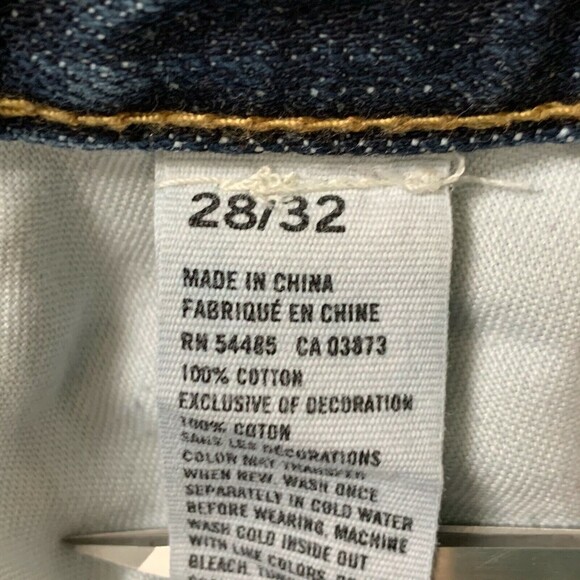 28/32
MADE IN CHINA
FABRIQUÉ EN CHINE
RN 54485 CA 03873
100% COTTON
EXCLUSIVE OF DECORATION
100% COTON
SANS LES DÉCORATIONS
COLOR MAY TRANSFER
WHEN NEW. WASH ONCE
SEPARATELY IN COLD WATER
BEFORE WEARING, MACHINE
WASH COLD INSIDE OUT
WITH LIKE COLORS,
BLEACH,